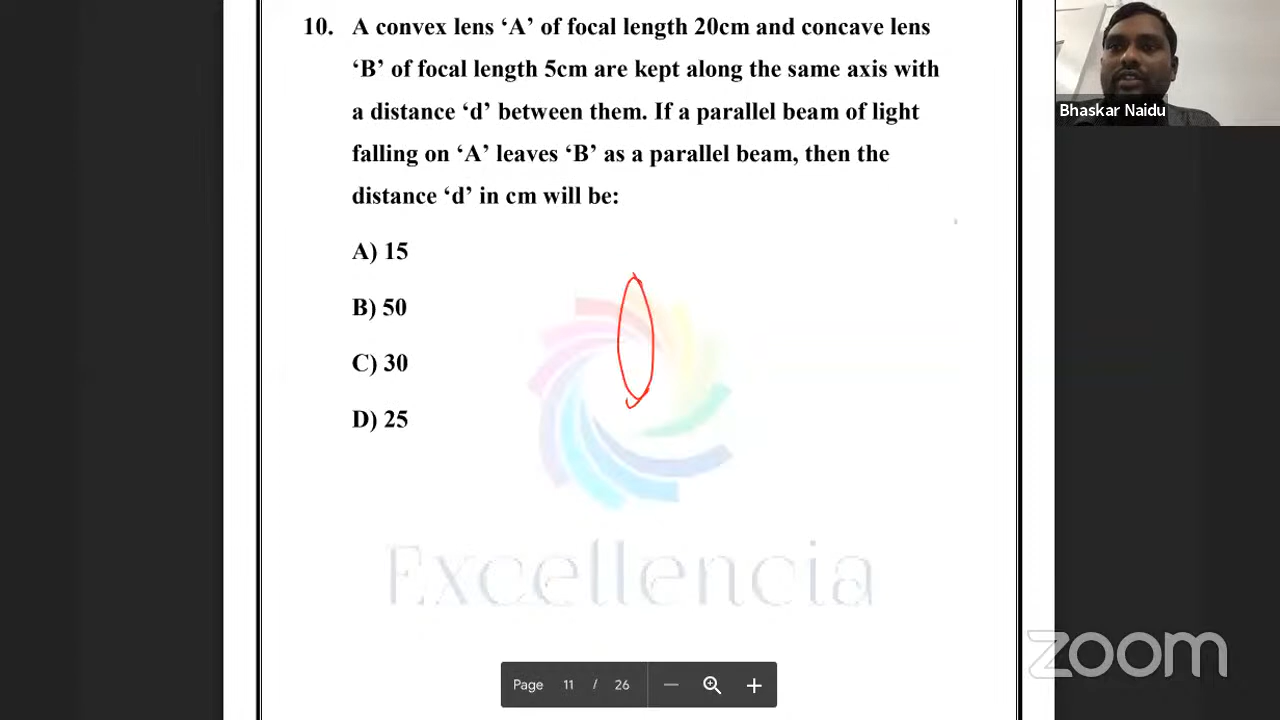 10. A convex lens ‘A’ of focal length 20cm and concave lens
‘B’ of focal length 5cm are kept along the same axis with
a distance ‘d’ between them. If a parallel beam of light
falling on ‘A’ leaves ‘B’ as a parallel beam, then the
distance ‘d’ in cm will be:
A) 15
B) 50
C) 30
D) 25
Excellencia
Bhaskar Naidu
zoom
Page 11 / 26